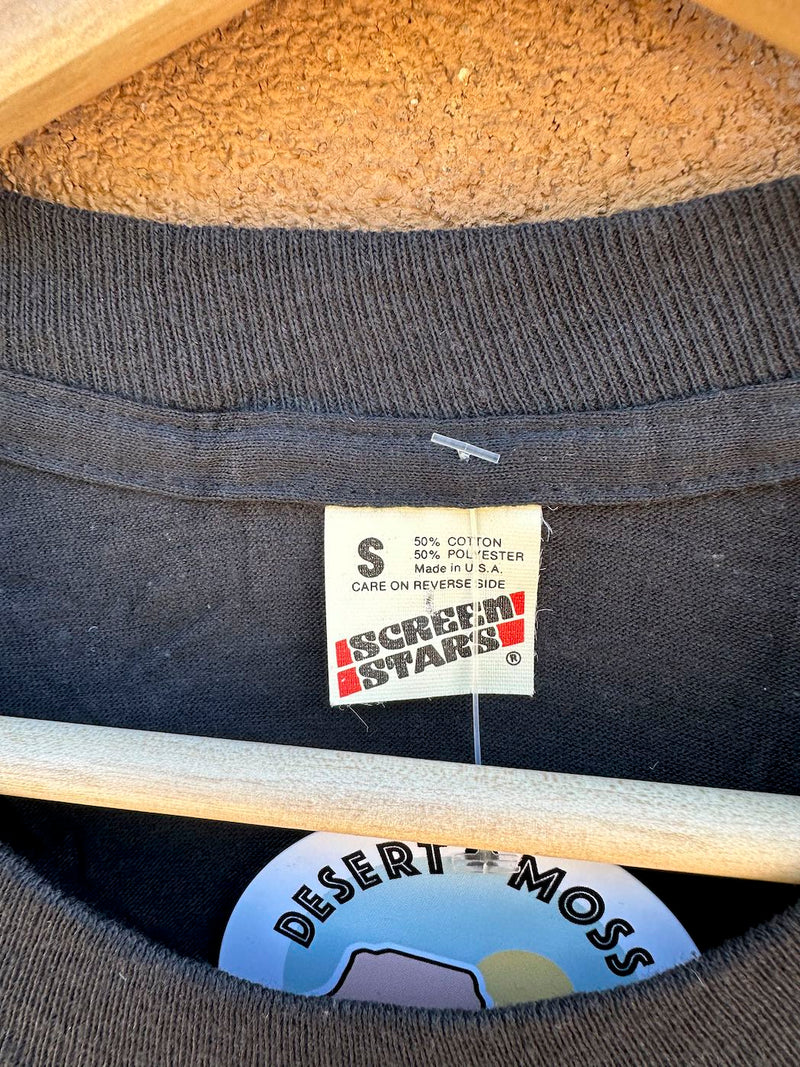 S
50% COTTON
50% POLYESTER
Made in U.S.A.
CARE ON REVERSE SIDE
SCREEN
STARS
®
DESERT MOSS